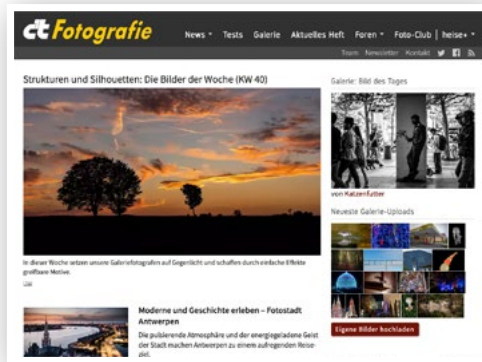 c't Fotografie
News Tests Galerie Aktuelles Heft Foren Foto-Club | heise+
Team Newsletter Kontakt
Strukturen und Silhouetten: Die Bilder der Woche (KW 40)
In dieser Woche setzen unsere Galeriefotografen auf Gegenlicht und schaffen durch einfache Effekte
greifbare Motive.
Moderne und Geschichte erleben – Fotostadt
Antwerpen
Die pulsierende Atmosphäre und der energiegeladene Geist
der Stadt machen Antwerpen zu einem aufregenden Reise-
ziel.
Galerie: Bild des Tages
von Katzenfutter
Neueste Galerie-Uploads
Eigene Bilder hochladen